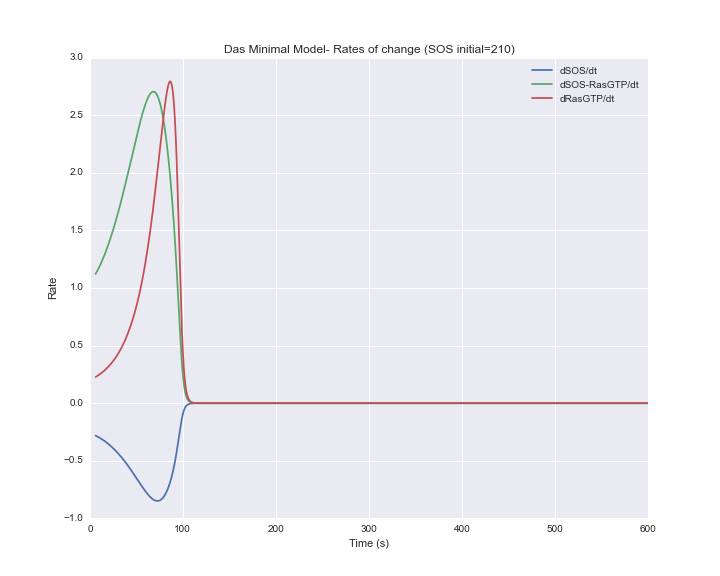 Das Minimal Model- Rates of change (SOS initial=210)
dSOS/dt
dSOS-RasGTP/dt
dRasGTP/dt
3.0
2.5
2.0
1.5
1.0
0.5
0.0
−0.5
−1.0
Rate
0 100 200 300 400 500 600
Time (s)